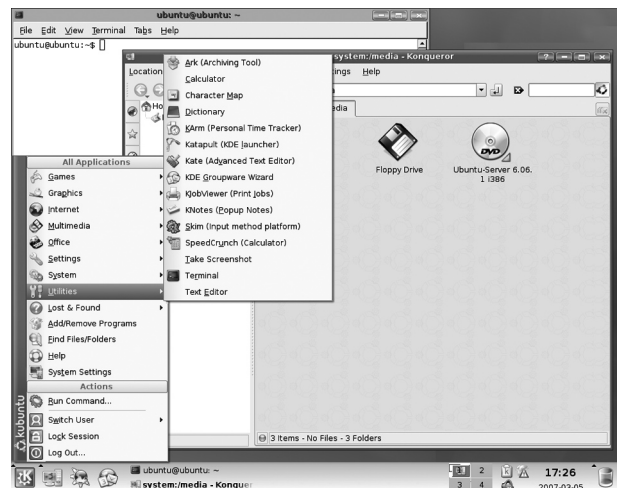 ubuntu@ubuntu: ~
File Edit View Terminal Tabs Help
ubuntu@ubuntu:~$
system:/media - Konqueror
Location
ings Help
edia
Floppy Drive
Ubuntu-Server 6.06.
1 i386
3 Items - No Files - 3 Folders
All Applications
Games
Graphics
Internet
Multimedia
Office
Settings
System
Utilities
Lost & Found
Add/Remove Programs
Find Files/Folders
Help
System Settings
Actions
Run Command...
Switch User
Lock Session
Log Out...
kubuntu
Ark (Archiving Tool)
Calculator
Character Map
Dictionary
KArm (Personal Time Tracker)
Katapult (KDE launcher)
Kate (Advanced Text Editor)
KDE Groupware Wizard
KJobViewer (Print Jobs)
KNotes (Popup Notes)
Skim (Input method platform)
SpeedCrunch (Calculator)
Take Screenshot
Terminal
Text Editor
ubuntu@ubuntu: ~
system:/media - Konquer
1 2
3 4
17:26
2007-03-05